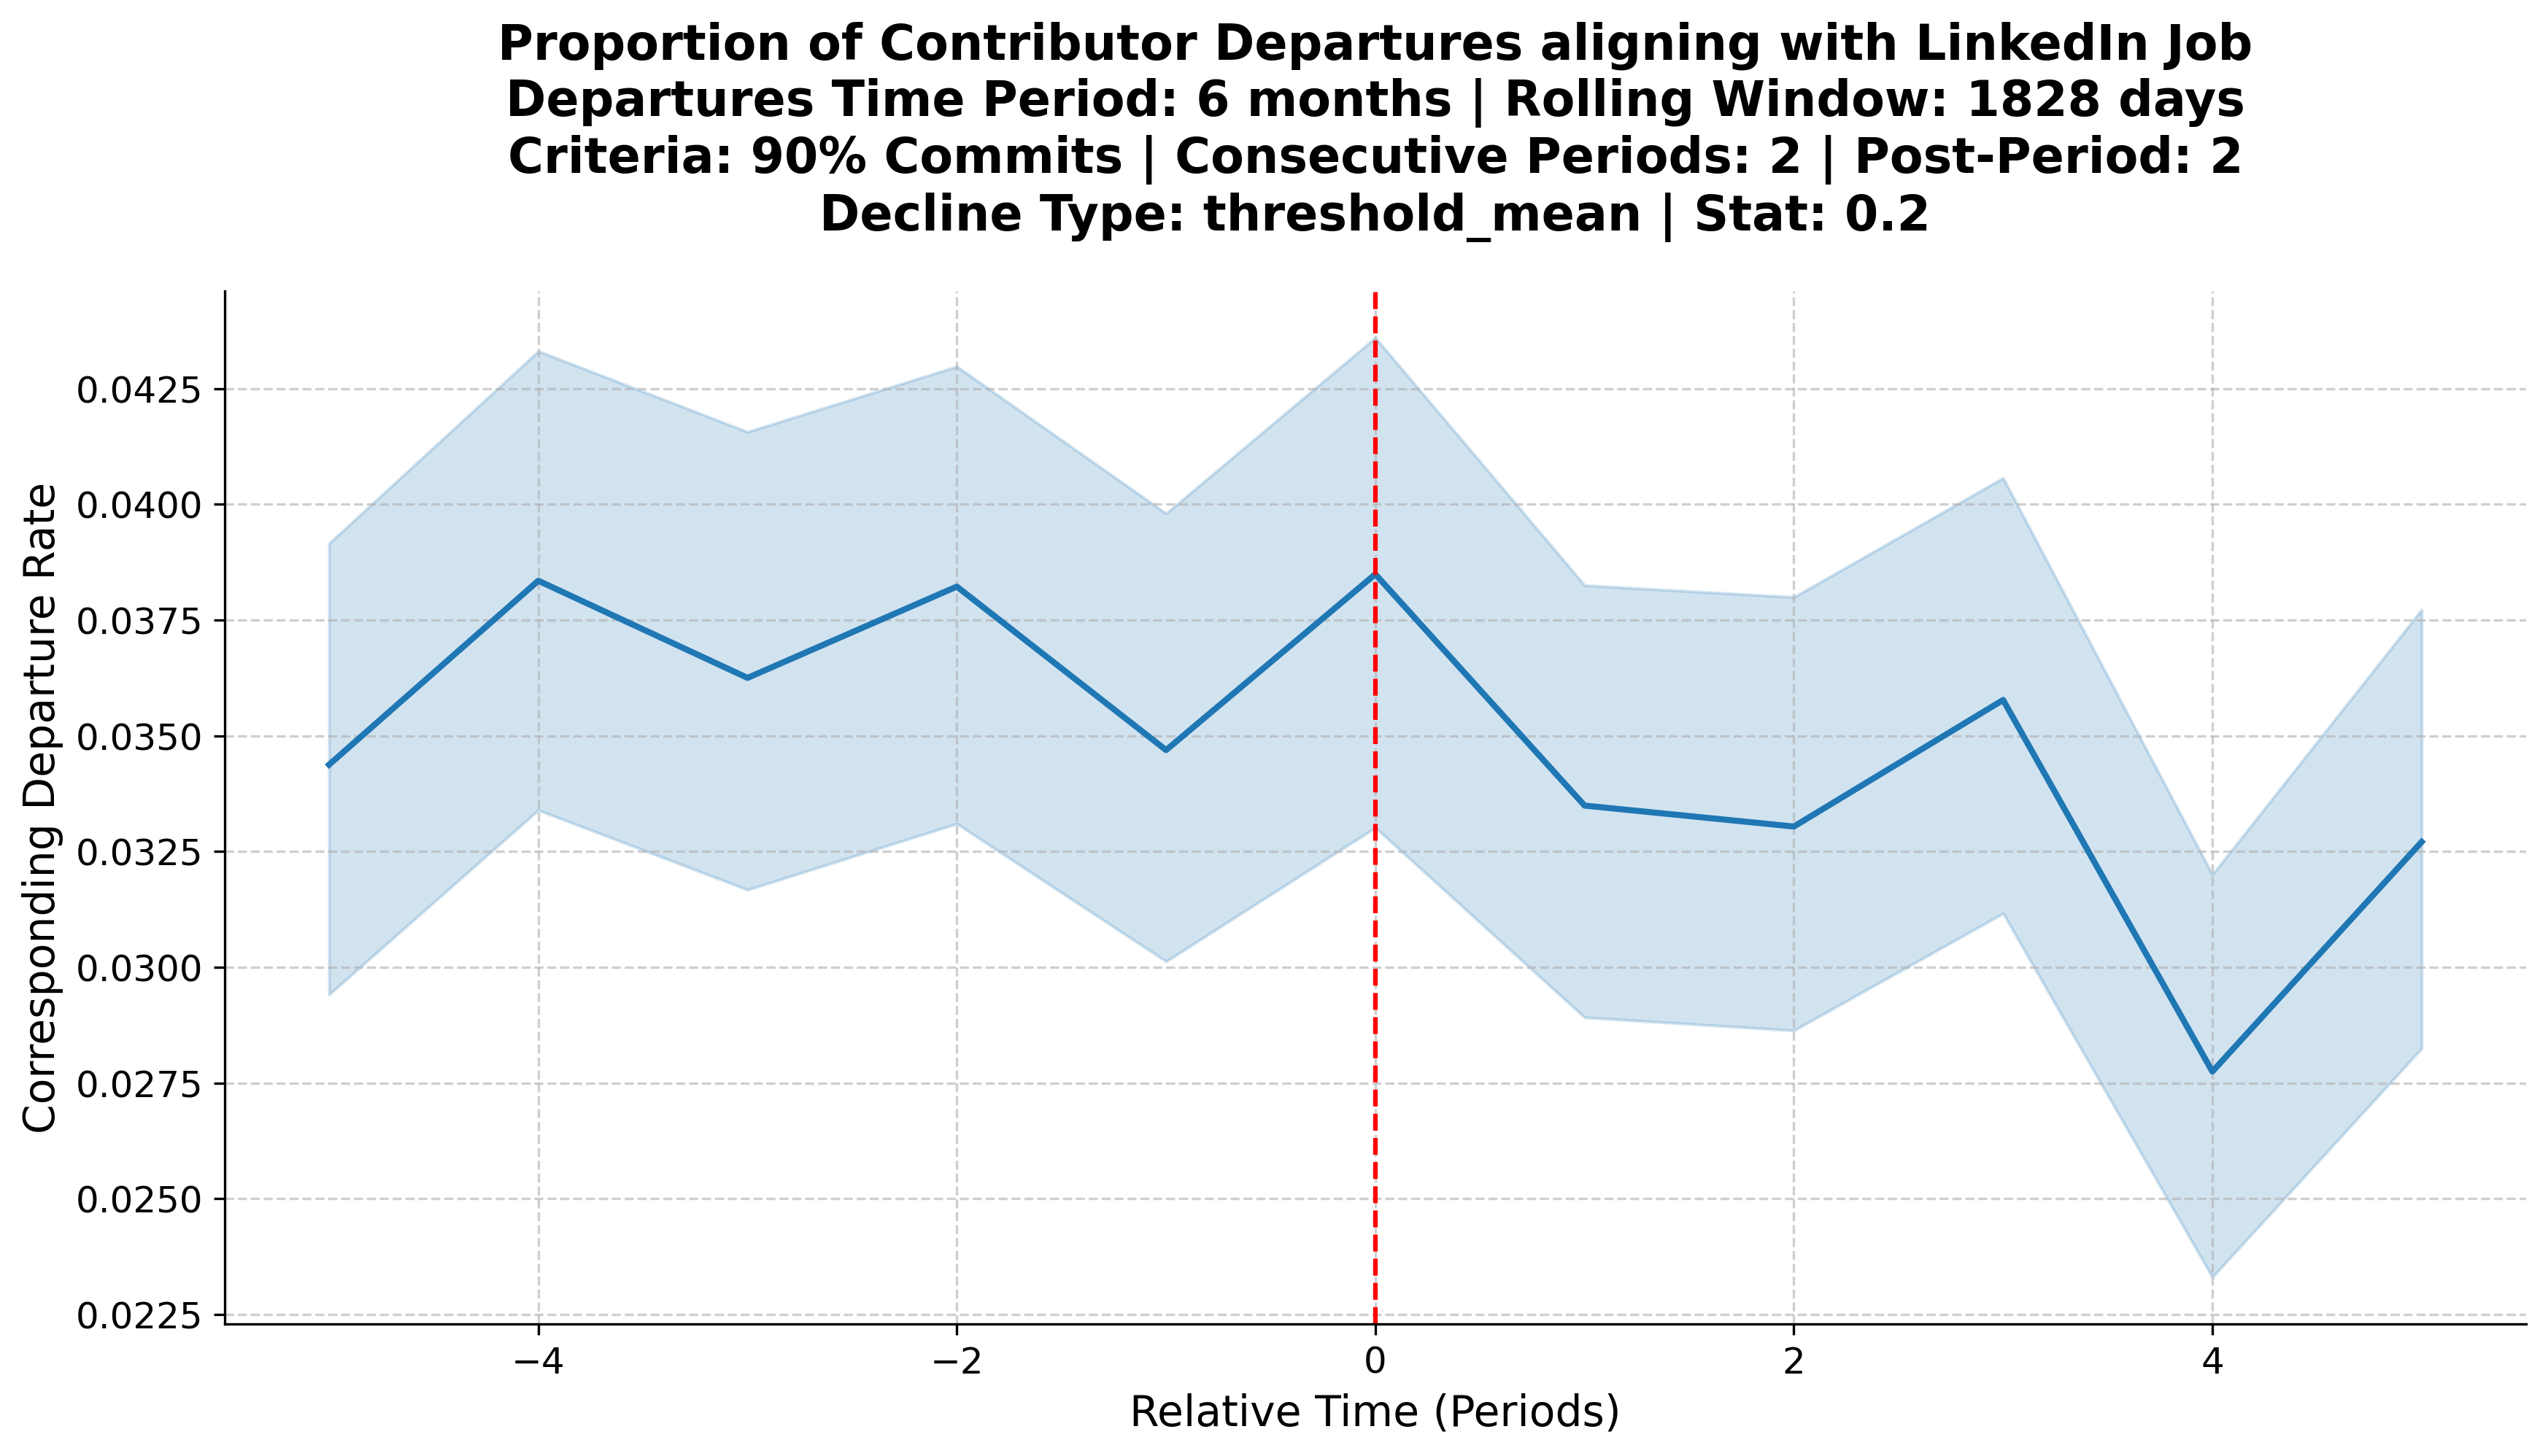 Proportion of Contributor Departures aligning with LinkedIn Job
Departures Time Period: 6 months | Rolling Window: 1828 days
Criteria: 90% Commits | Consecutive Periods: 2 | Post-Period: 2
Decline Type: threshold_mean | Stat: 0.2
Corresponding Departure Rate
0.0425
0.0400
0.0375
0.0350
0.0325
0.0300
0.0275
0.0250
0.0225
−4
−2
0
2
4
Relative Time (Periods)